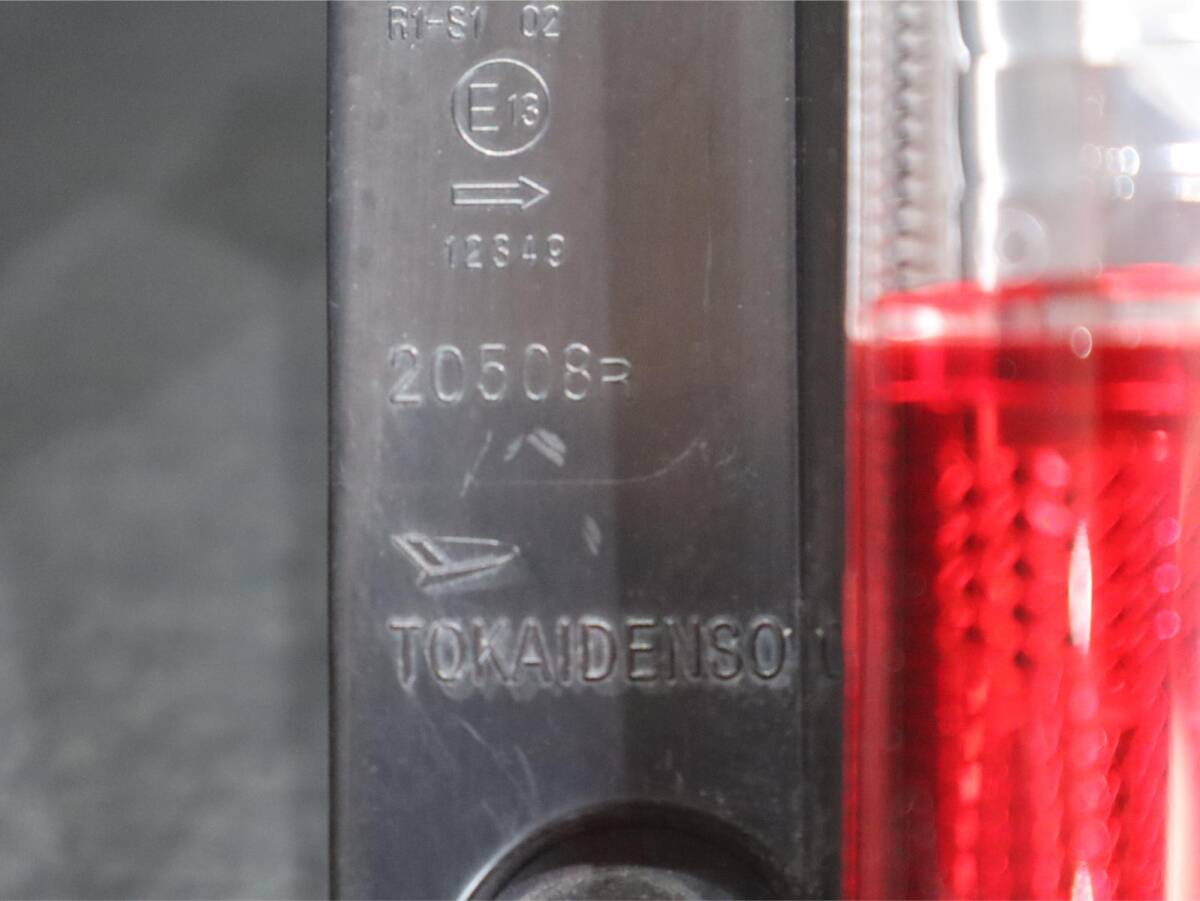 R1-S1 02
E13
12349
20508R
TOKAIDENSO